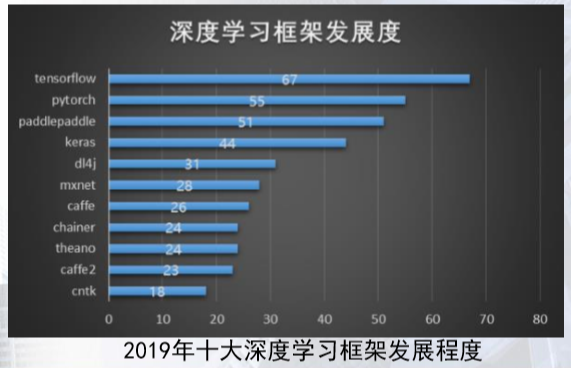 深度学习框架发展度
tensorflow 67
pytorch 55
paddlepaddle 51
keras 44
dl4j 31
mxnet 28
caffe 26
chainer 24
theano 24
caffe2 23
cntk 18
0 10 20 30 40 50 60 70 80
2019年十大深度学习框架发展程度